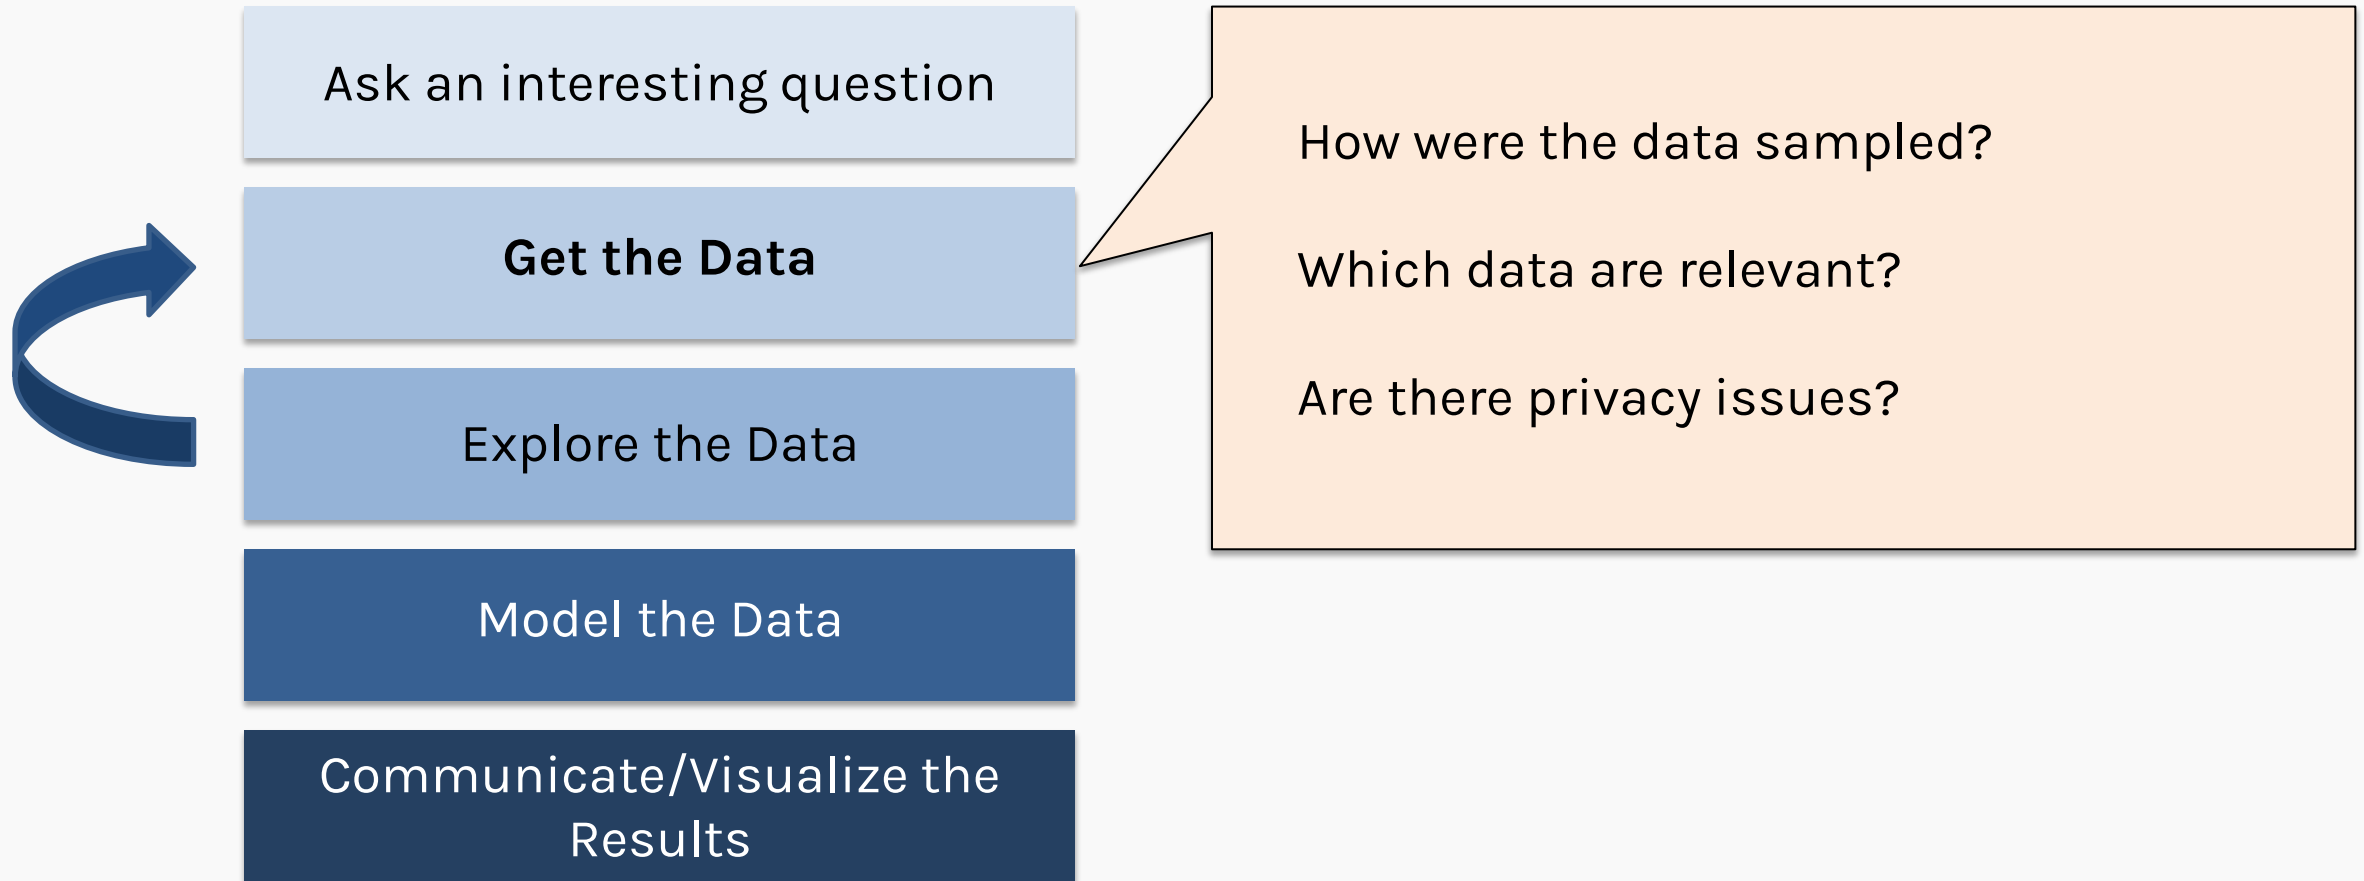 Ask an interesting question
Get the Data
Explore the Data
Model the Data
Communicate/Visualize the
Results
How were the data sampled?
Which data are relevant?
Are there privacy issues?